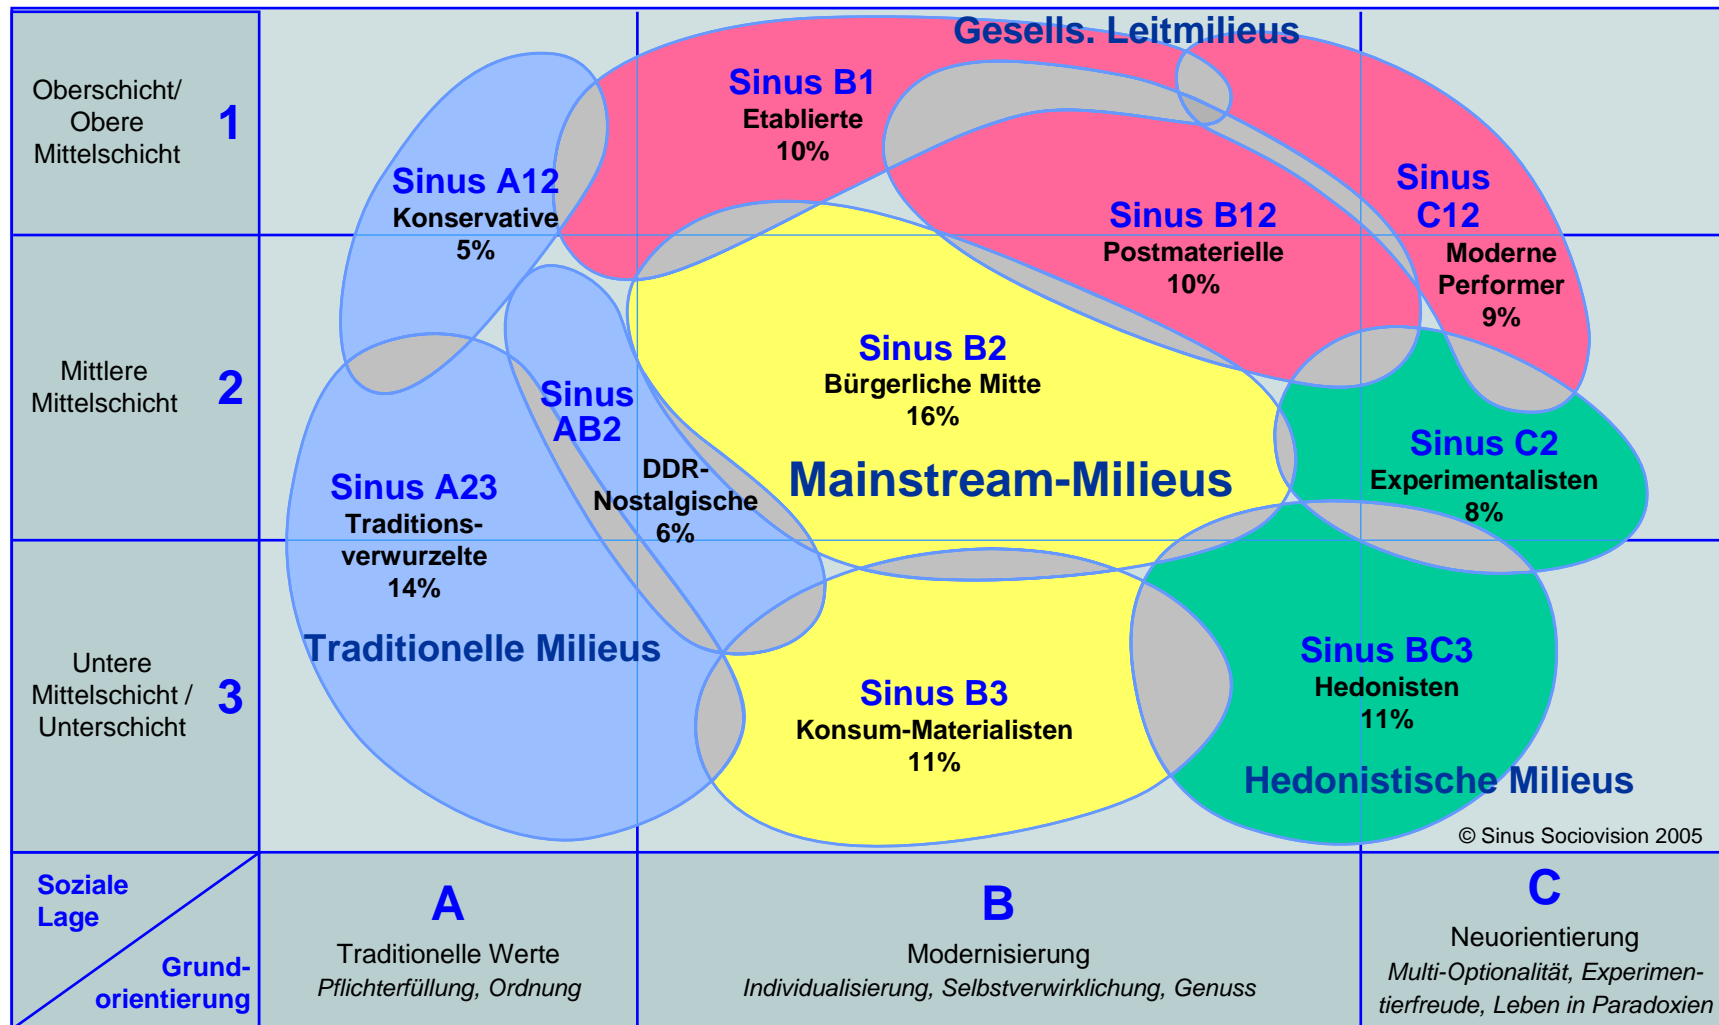 Gesells. Leitmilieus
Oberschicht/
Obere
Mittelschicht
1
Sinus B1
Etablierte
10%
Sinus A12
Konservative
5%
Sinus B12
Postmaterielle
10%
Sinus
C12
Moderne
Performer
9%
Mittlere
Mittelschicht
2
Sinus B2
Bürgerliche Mitte
16%
Sinus
AB2
DDR-
Nostalgische
6%
Mainstream-Milieus
Sinus C2
Experimentalisten
8%
Sinus A23
Traditions-
verwurzelte
14%
Traditionelle Milieus
Untere
Mittelschicht /
Unterschicht
3
Sinus B3
Konsum-Materialisten
11%
Sinus BC3
Hedonisten
11%
Hedonistische Milieus
© Sinus Sociovision 2005
Soziale
Lage
Grund-
orientierung
A
Traditionelle Werte
Pflichterfüllung, Ordnung
B
Modernisierung
Individualisierung, Selbstverwirklichung, Genuss
C
Neuorientierung
Multi-Optionalität, Experimen-
tierfreude, Leben in Paradoxien